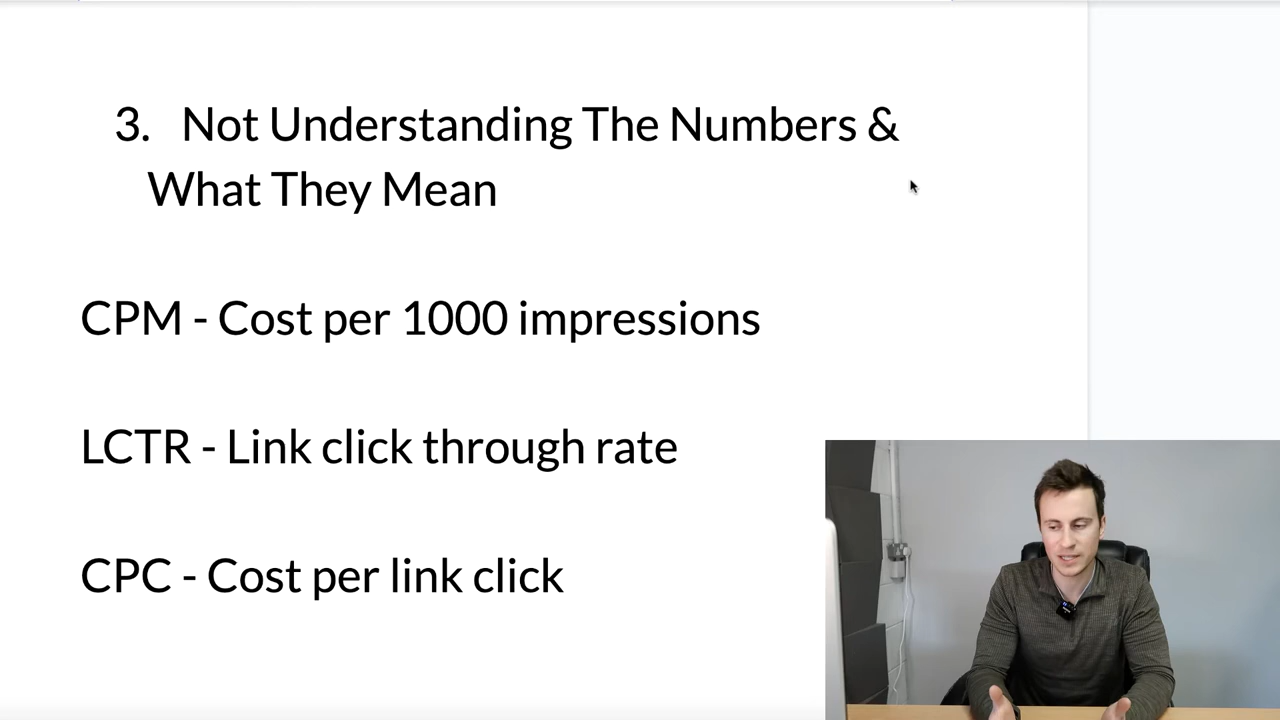 3. Not Understanding The Numbers &
What They Mean
CPM - Cost per 1000 impressions
LCTR - Link click through rate
CPC - Cost per link click